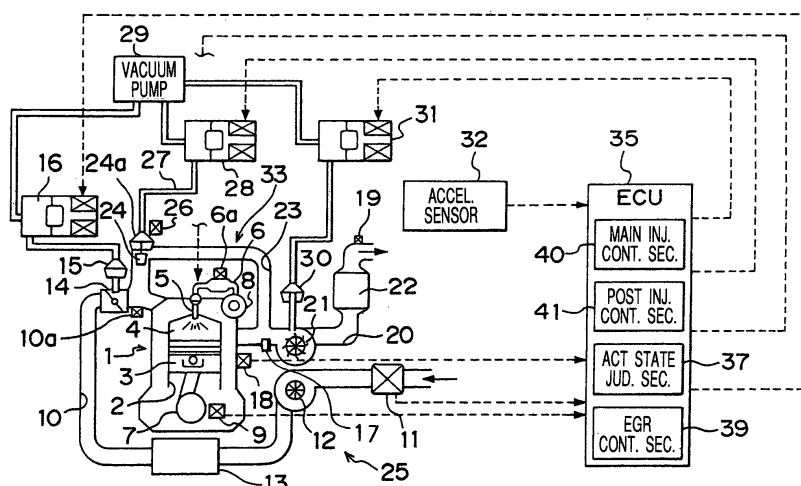 29
VACUUM
PUMP
31
32
35
16
24a
27
28
33
24
26
6a
23
6
19
ACCEL.
SENSOR
ECU
40
MAIN INJ.
CONT. SEC.
15
14
5
8
30
21
22
41
POST INJ.
CONT. SEC.
10a
4
20
1
3
ACT STATE
JUD. SEC.
37
10
2
18
7
9
12
17
11
EGR
CONT. SEC.
39
13
25